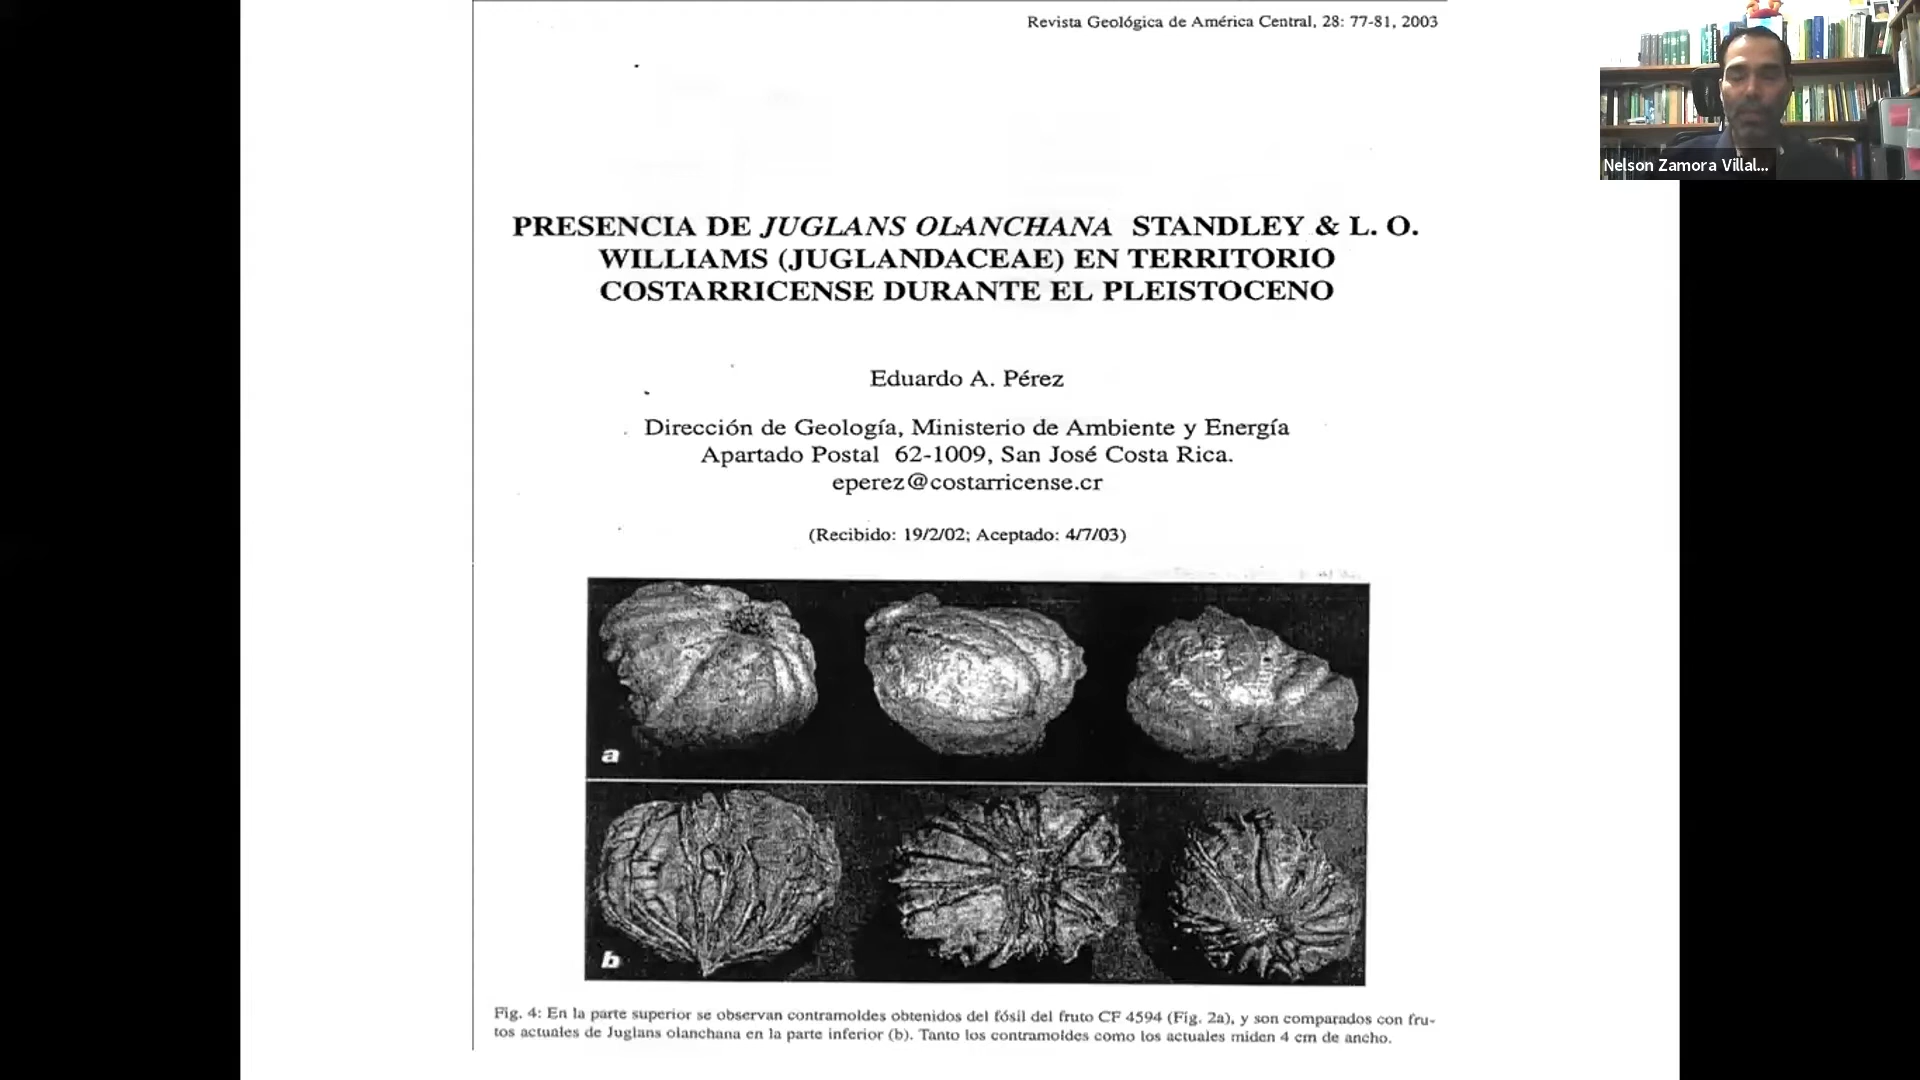 Revista Geológica de América Central, 28: 77-81, 2003
Nelson Zamora Villal...
PRESENCIA DE JUGLANS OLANCHANA STANDLEY & L. O.
WILLIAMS (JUGLANDACEAE) EN TERRITORIO
COSTARRICENSE DURANTE EL PLEISTOCENO
Eduardo A. Pérez
Dirección de Geología, Ministerio de Ambiente y Energía
Apartado Postal 62-1009, San José Costa Rica.
eperez@costarricense.cr
(Recibido: 19/2/02; Aceptado: 4/7/03)
a
b
Fig. 4: En la parte superior se observan contramoldes obtenidos del fósil del fruto CF 4594 (Fig. 2a), y son comparados con fru-
tos actuales de Juglans olanchana en la parte inferior (b). Tanto los contramoldes como los actuales miden 4 cm de ancho.